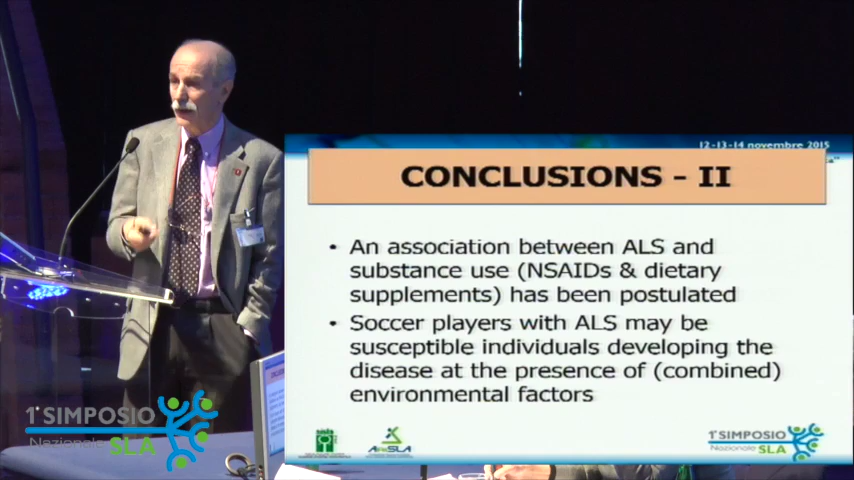 12-13-14 novembre 2015
CONCLUSIONS - II
• An association between ALS and
substance use (NSAIDs & dietary
supplements) has been postulated
• Soccer players with ALS may be
susceptible individuals developing the
disease at the presence of (combined)
environmental factors
1° SIMPOSIO
Nazionale SLA
AriSLA
1° SIMPOSIO
Nazionale SLA